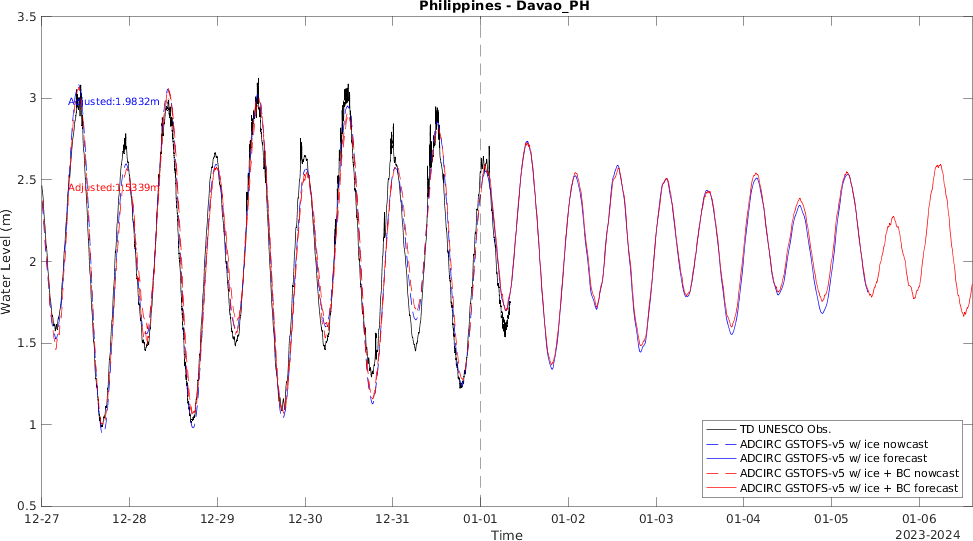 Philippines - Davao_PH
3.5
3
2.5
2
1.5
1
0.5
Water Level (m)
Adjusted:1.9832m
Adjusted:1.5339m
TD UNESCO Obs.
ADCIRC GSTOFS-v5 w/ ice nowcast
ADCIRC GSTOFS-v5 w/ ice forecast
ADCIRC GSTOFS-v5 w/ ice + BC nowcast
ADCIRC GSTOFS-v5 w/ ice + BC forecast
12-27 12-28 12-29 12-30 12-31 01-01 01-02 01-03 01-04 01-05 01-06
Time
2023-2024